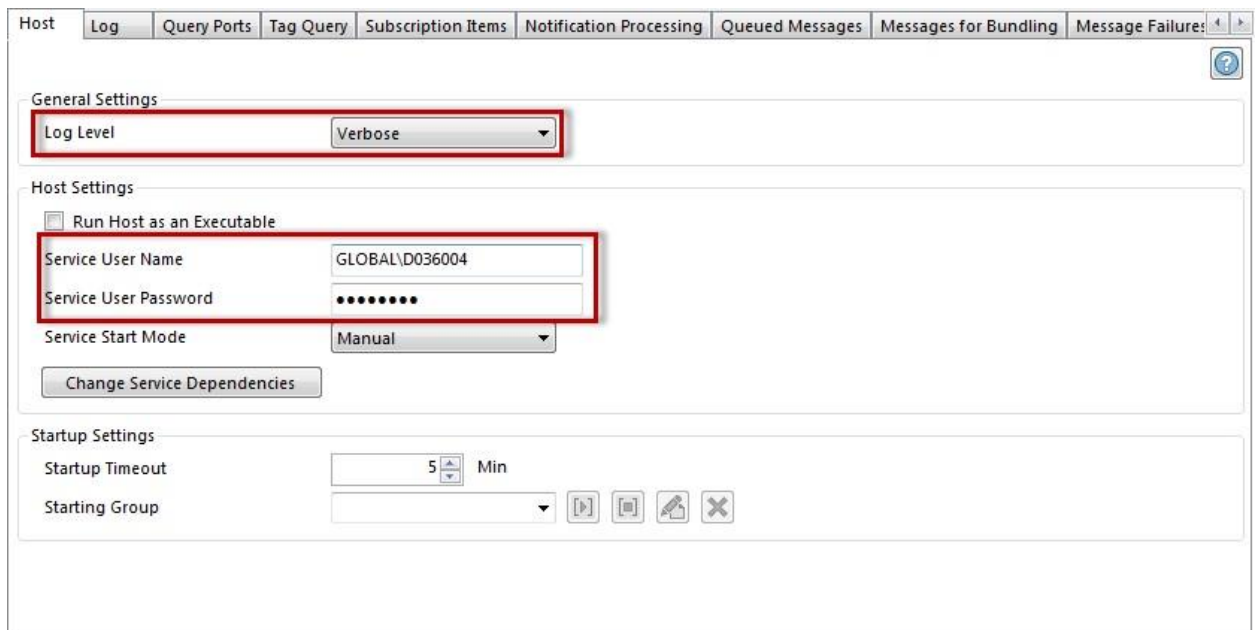 Host Log Query Ports Tag Query Subscription Items Notification Processing Queued Messages Messages for Bundling Message Failures
General Settings
Log Level Verbose
Host Settings
Run Host as an Executable
Service User Name GLOBAL\D036004
Service User Password ••••••••
Service Start Mode Manual
Change Service Dependencies
Startup Settings
Startup Timeout 5 Min
Starting Group